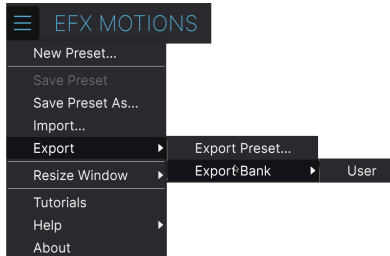 EFX MOTIONS
New Preset...
Save Preset
Save Preset As...
Import...
Export
Export Preset...
Resize Window
Export Bank
User
Tutorials
Help
About